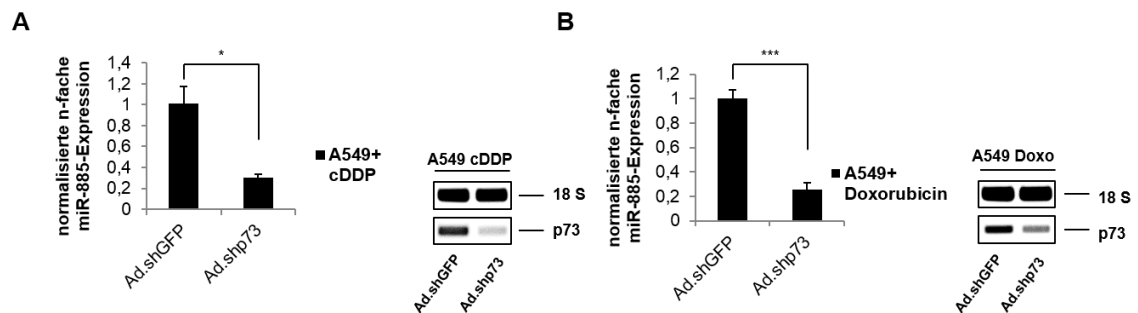 A
normalisierte n-fache
miR-885-Expression
1,4
1,2
1
0,8
0,6
0,4
0,2
0
*
Ad.shGFP
Ad.shp73
A549+
cDDP
A549 cDDP
18 S
p73
Ad.shGFP
Ad.shp73
B
normalisierte n-fache
miR-885-Expression
1,2
1
0,8
0,6
0,4
0,2
0
***
Ad.shGFP
Ad.shp73
A549+
Doxorubicin
A549 Doxo
18 S
p73
Ad.shGFP
Ad.shp73